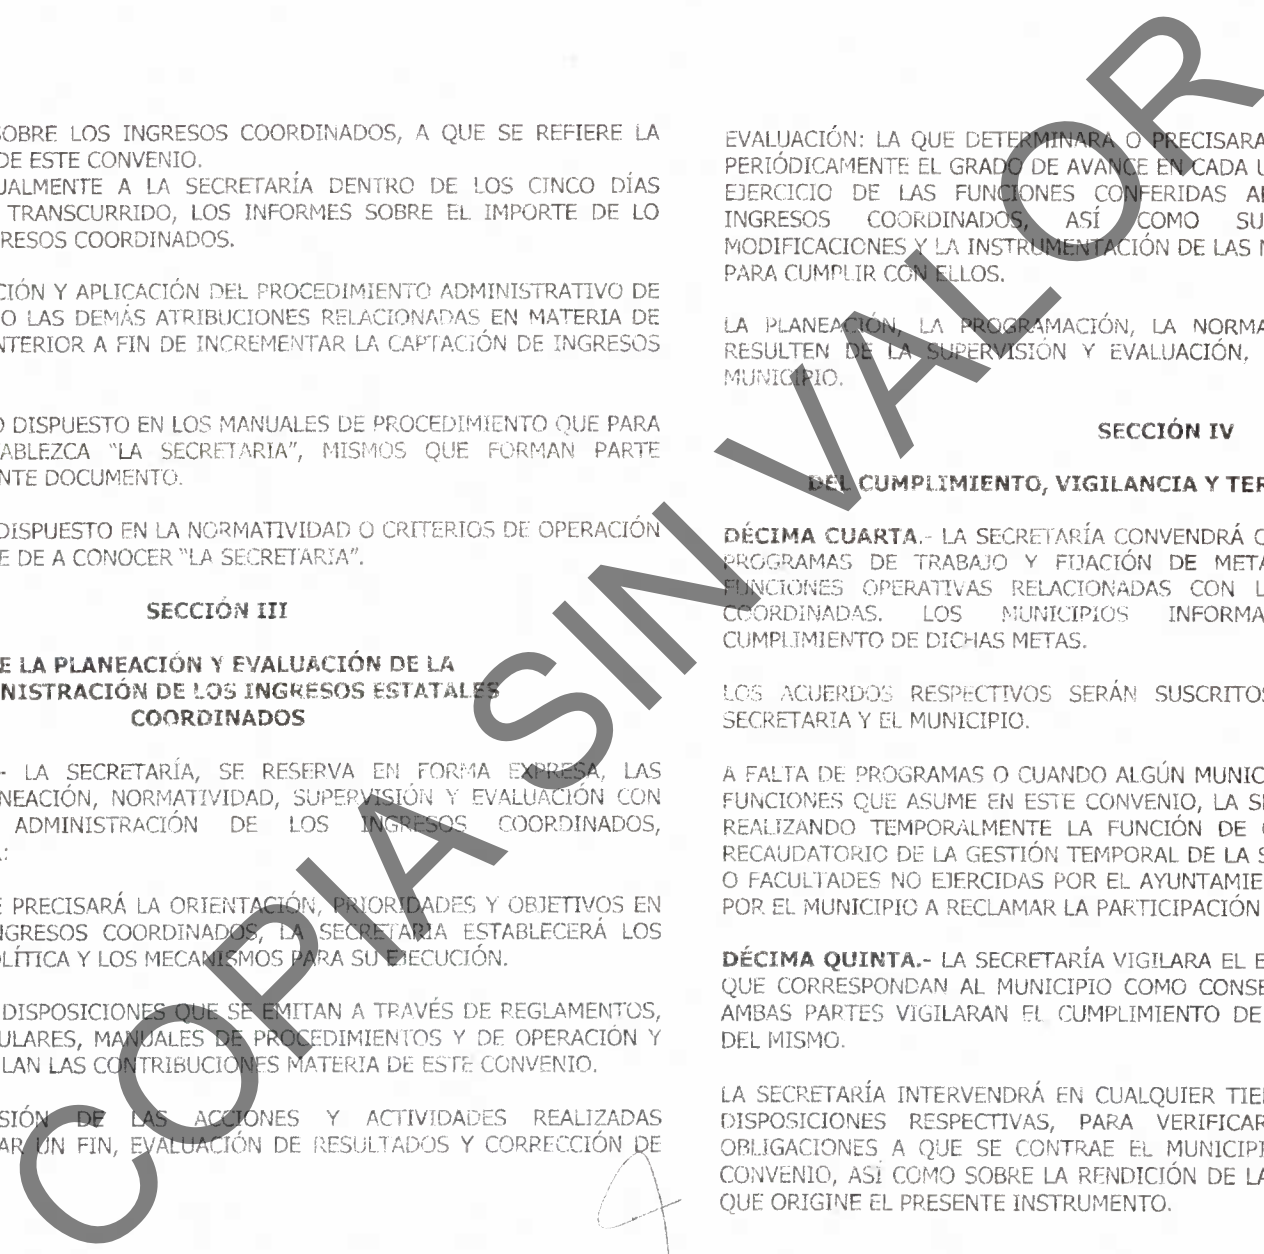 SOBRE LOS INGRESOS COORDINADOS, A QUE SE REFIERE LA
DE ESTE CONVENIO.
UALMENTE A LA SECRETARÍA DENTRO DE LOS CINCO DÍAS
TRANSCURRIDO, LOS INFORMES SOBRE EL IMPORTE DE LO
RESOS COORDINADOS.
CIÓN Y APLICACIÓN DEL PROCEDIMIENTO ADMINISTRATIVO DE
O LAS DEMÁS ATRIBUCIONES RELACIONADAS EN MATERIA DE
NTERIOR A FIN DE INCREMENTAR LA CAPTACIÓN DE INGRESOS
O DISPUESTO EN LOS MANUALES DE PROCEDIMIENTO QUE PARA
ABLEZCA "LA SECRETARIA", MISMOS QUE FORMAN PARTE
NTE DOCUMENTO.
DISPUESTO EN LA NORMATIVIDAD O CRITERIOS DE OPERACIÓN
E DE A CONOCER "LA SECRETARIA".
SECCIÓN III
E LA PLANEACIÓN Y EVALUACIÓN DE LA
NISTRACIÓN DE LOS INGRESOS ESTATALES
COORDINADOS
- LA SECRETARÍA, SE RESERVA EN FORMA EXPRESA, LAS
NEACIÓN, NORMATIVIDAD, SUPERVISIÓN Y EVALUACIÓN CON
ADMINISTRACIÓN DE LOS INGRESOS COORDINADOS,
:
E PRECISARÁ LA ORIENTACIÓN, PRIORIDADES Y OBJETIVOS EN
NGRESOS COORDINADOS, LA SECRETARIA ESTABLECERÁ LOS
OLÍTICA Y LOS MECANISMOS PARA SU EJECUCIÓN.
DISPOSICIONES QUE SE EMITAN A TRAVÉS DE REGLAMENTOS,
ULARES, MANUALES DE PROCEDIMIENTOS Y DE OPERACIÓN Y
LAN LAS CONTRIBUCIONES MATERIA DE ESTE CONVENIO.
SIÓN DE LAS ACCIONES Y ACTIVIDADES REALIZADAS
AR UN FIN, EVALUACIÓN DE RESULTADOS Y CORRECCIÓN DE
EVALUACIÓN: LA QUE DETERMINARA O PRECISARA
PERIÓDICAMENTE EL GRADO DE AVANCE EN CADA U
EJERCICIO DE LAS FUNCIONES CONFERIDAS A
INGRESOS COORDINADOS, ASÍ COMO SU
MODIFICACIONES Y LA INSTRUMENTACIÓN DE LAS
PARA CUMPLIR CON ELLOS.
LA PLANEACIÓN, LA PROGRAMACIÓN, LA NORMA
RESULTEN DE LA SUPERVISIÓN Y EVALUACIÓN,
MUNICIPIO.
SECCIÓN IV
DEL CUMPLIMIENTO, VIGILANCIA Y TER
DÉCIMA CUARTA.- LA SECRETARÍA CONVENDRÁ C
PROGRAMAS DE TRABAJO Y FIJACIÓN DE META
FUNCIONES OPERATIVAS RELACIONADAS CON L
COORDINADAS. LOS MUNICIPIOS INFORMA
CUMPLIMIENTO DE DICHAS METAS.
LOS ACUERDOS RESPECTIVOS SERÁN SUSCRITOS
SECRETARIA Y EL MUNICIPIO.
A FALTA DE PROGRAMAS O CUANDO ALGÚN MUNIC
FUNCIONES QUE ASUME EN ESTE CONVENIO, LA S
REALIZANDO TEMPORALMENTE LA FUNCIÓN DE
RECAUDATORIO DE LA GESTIÓN TEMPORAL DE LA S
O FACULTADES NO EJERCIDAS POR EL AYUNTAMIE
POR EL MUNICIPIO A RECLAMAR LA PARTICIPACIÓN
DÉCIMA QUINTA.- LA SECRETARÍA VIGILARA EL E
QUE CORRESPONDAN AL MUNICIPIO COMO CONSE
AMBAS PARTES VIGILARAN EL CUMPLIMIENTO DE
DEL MISMO.
LA SECRETARÍA INTERVENDRÁ EN CUALQUIER TIE
DISPOSICIONES RESPECTIVAS, PARA VERIFICAR
OBLIGACIONES A QUE SE CONTRAE EL MUNICIPI
CONVENIO, ASÍ COMO SOBRE LA RENDICIÓN DE LA
QUE ORIGINE EL PRESENTE INSTRUMENTO.
COPIA SIN VALOR